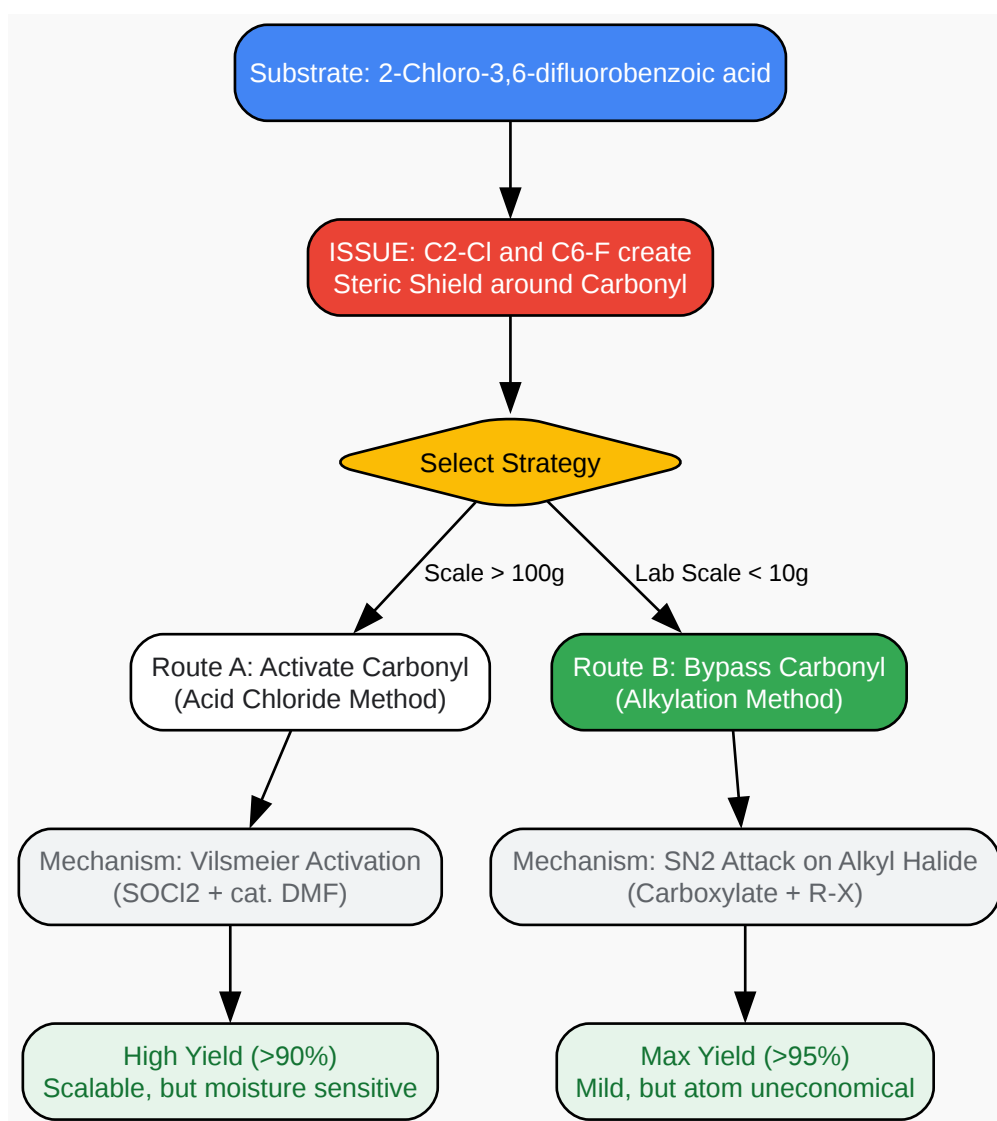 Substrate: 2-Chloro-3,6-difluorobenzoic acid
ISSUE: C2-Cl and C6-F create
Steric Shield around Carbonyl
Select Strategy
Scale > 100g
Lab Scale < 10g
Route A: Activate Carbonyl
(Acid Chloride Method)
Route B: Bypass Carbonyl
(Alkylation Method)
Mechanism: Vilsmeier Activation
(SOCl2 + cat. DMF)
Mechanism: SN2 Attack on Alkyl Halide
(Carboxylate + R-X)
High Yield (>90%)
Scalable, but moisture sensitive
Max Yield (>95%)
Mild, but atom uneconomical